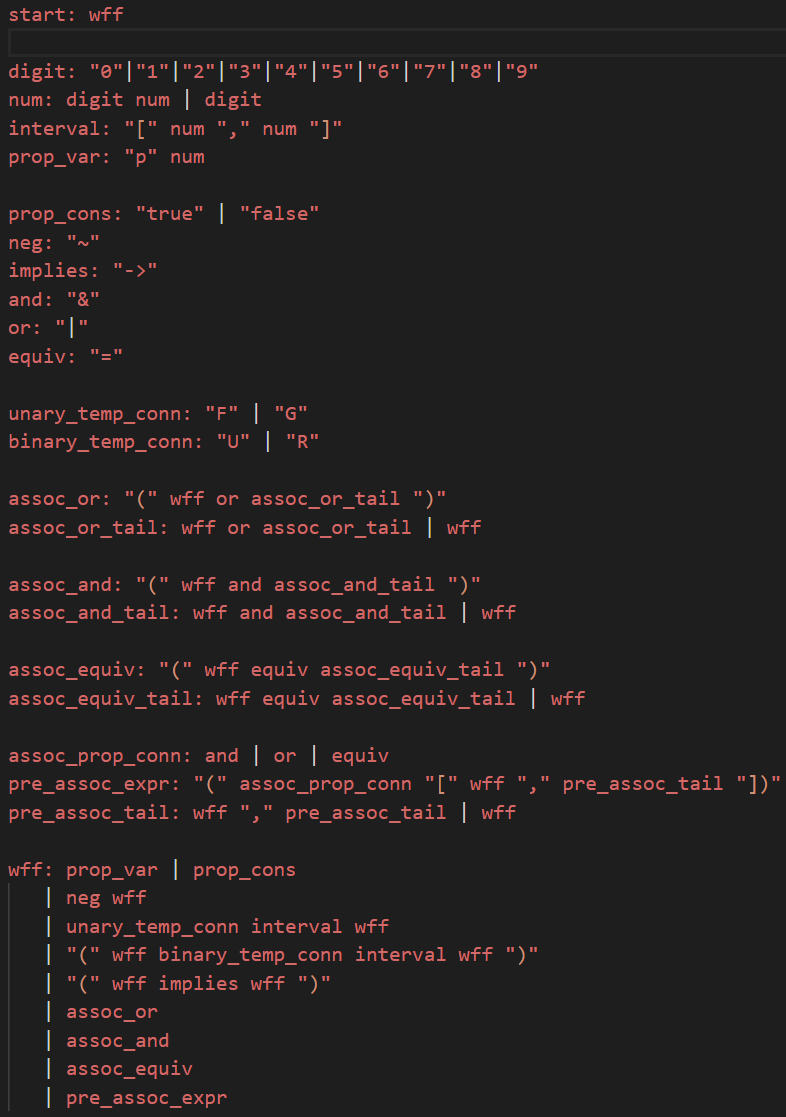 start: wff
digit: "0"|"1"|"2"|"3"|"4"|"5"|"6"|"7"|"8"|"9"
num: digit num | digit
interval: "[" num "," num "]"
prop_var: "p" num
prop_cons: "true" | "false"
neg: "~"
implies: "->"
and: "&"
or: "|"
equiv: "="
unary_temp_conn: "F" | "G"
binary_temp_conn: "U" | "R"
assoc_or: "(" wff or assoc_or_tail ")"
assoc_or_tail: wff or assoc_or_tail | wff
assoc_and: "(" wff and assoc_and_tail ")"
assoc_and_tail: wff and assoc_and_tail | wff
assoc_equiv: "(" wff equiv assoc_equiv_tail ")"
assoc_equiv_tail: wff equiv assoc_equiv_tail | wff
assoc_prop_conn: and | or | equiv
pre_assoc_expr: "(" assoc_prop_conn "[" wff "," pre_assoc_tail "])"
pre_assoc_tail: wff "," pre_assoc_tail | wff
wff: prop_var | prop_cons
| neg wff
| unary_temp_conn interval wff
| "(" wff binary_temp_conn interval wff ")"
| "(" wff implies wff ")"
| assoc_or
| assoc_and
| assoc_equiv
| pre_assoc_expr